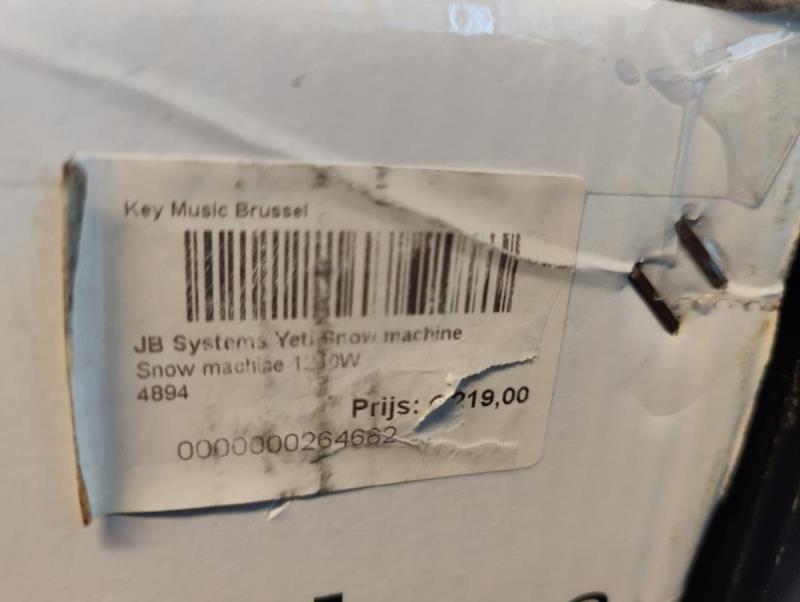 Key Music Brussel
JB Systems Yeti Snow machine
Snow machine
4894
Prijs: 219,00
0000000264682